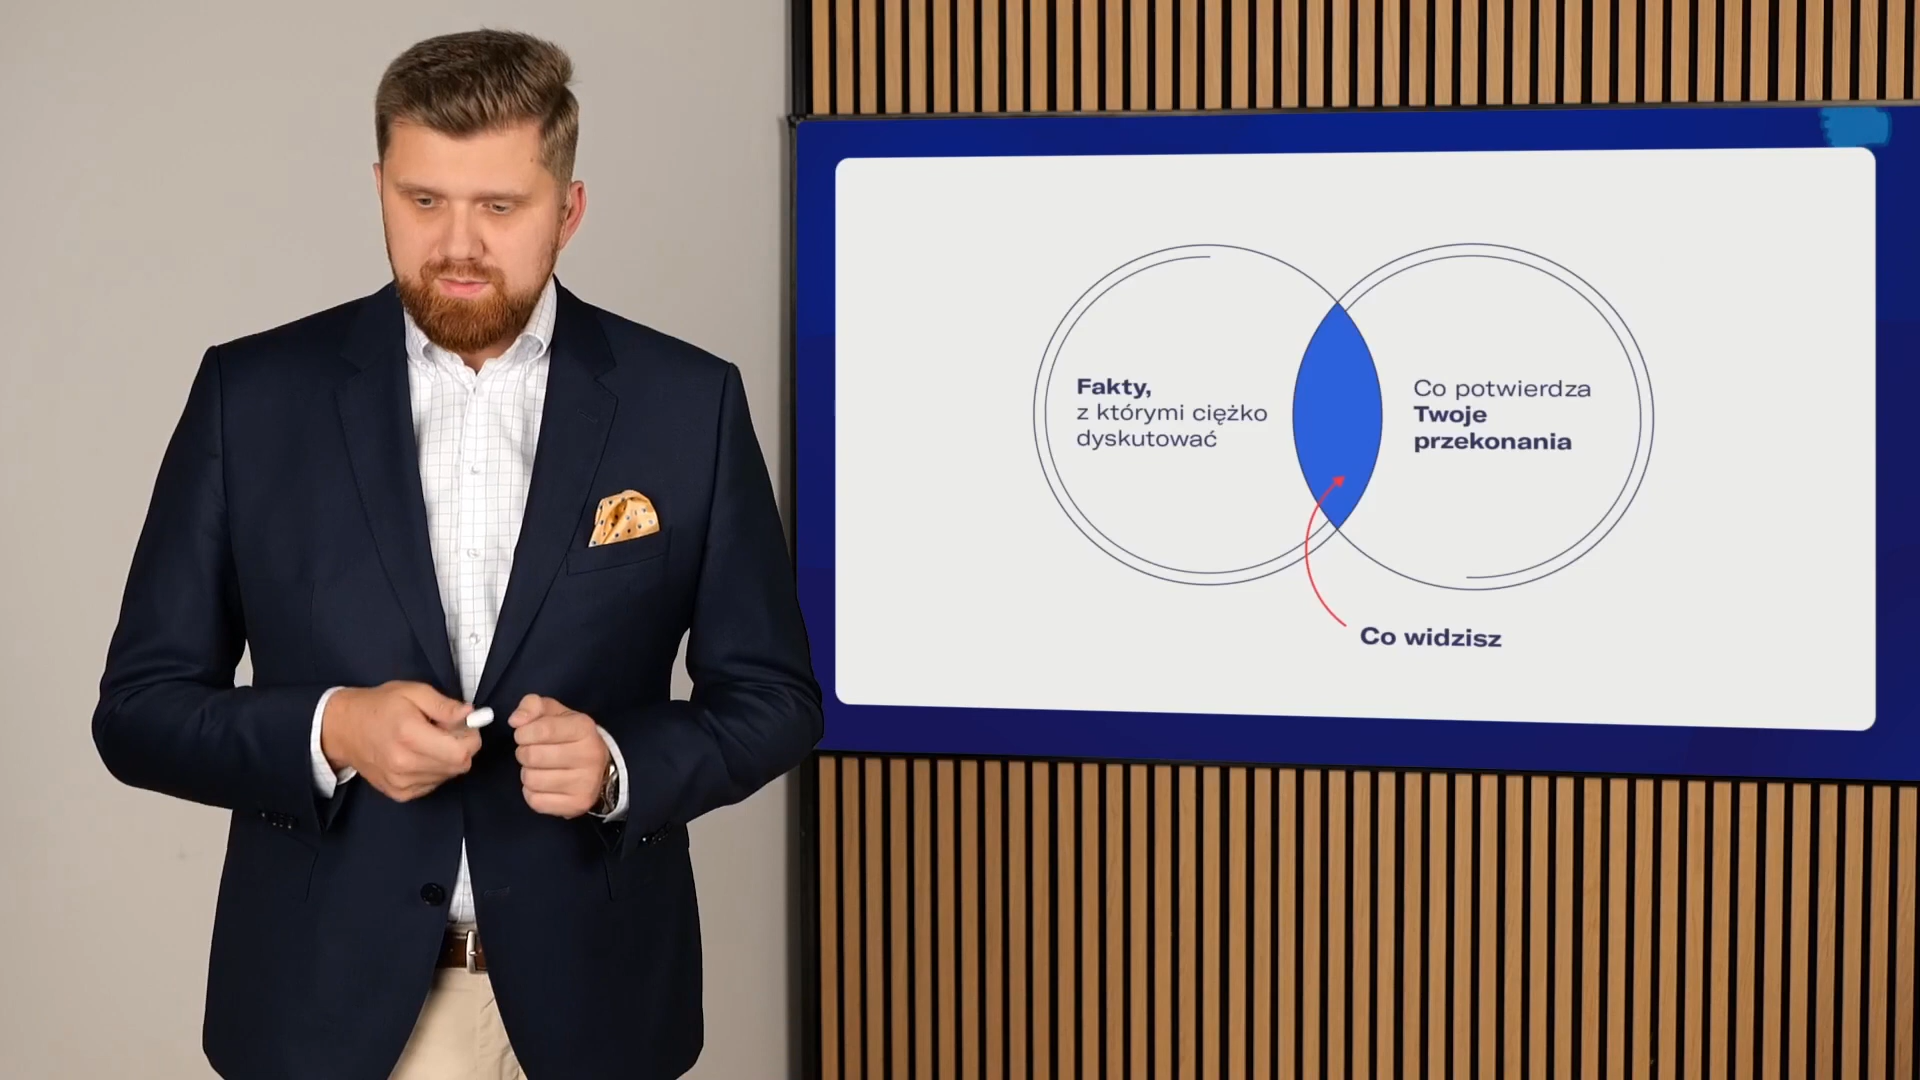 Fakty,
z którymi ciężko
dyskutować
Co potwierdza
Twoje
przekonania
Co widzisz